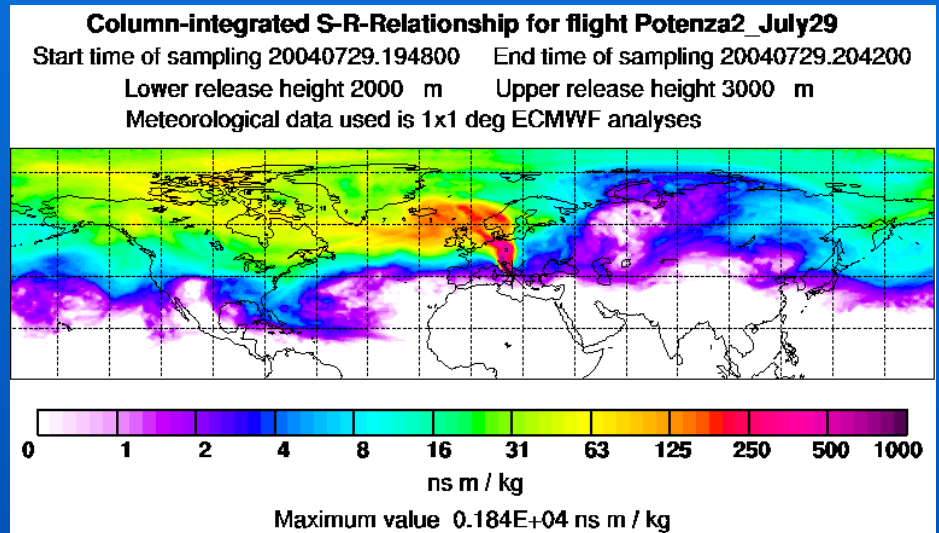 Column-integrated S-R-Relationship for flight Potenza2_July29
Start time of sampling 20040729.194800 End time of sampling 20040729.204200
Lower release height 2000 m Upper release height 3000 m
Meteorological data used is 1x1 deg ECMWF analyses
0 1 2 4 8 16 31 63 125 250 500 1000
ns m / kg
Maximum value 0.184E+04 ns m / kg